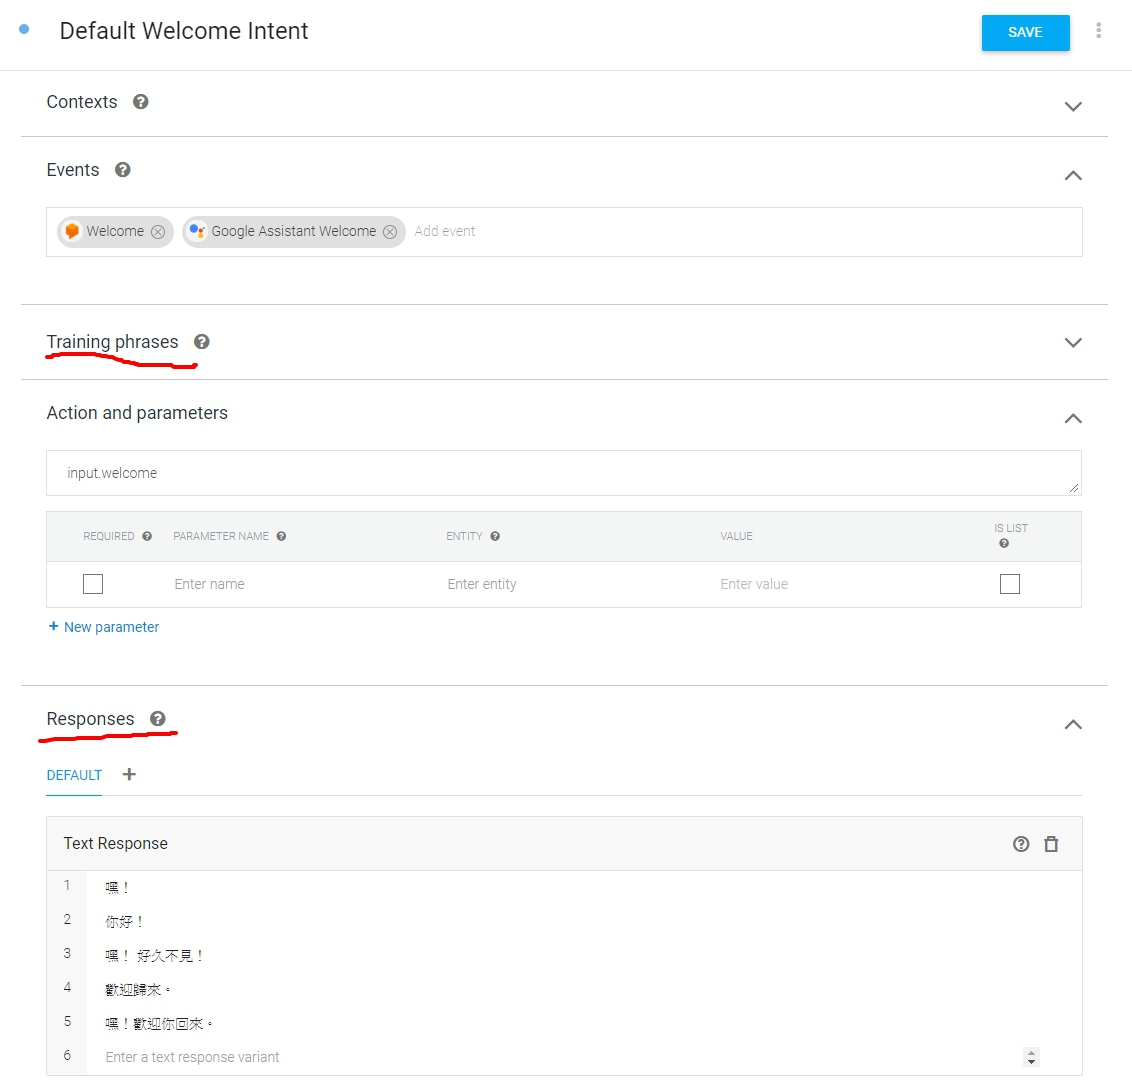 Default Welcome Intent
SAVE
Contexts
Events
Welcome Google Assistant Welcome Add event
Training phrases
Action and parameters
input.welcome
REQUIRED PARAMETER NAME ENTITY VALUE IS LIST
Enter name Enter entity Enter value
+ New parameter
Responses
DEFAULT +
Text Response
1 嘿！
2 你好！
3 嘿！ 好久不見！
4 歡迎歸來。
5 嘿！歡迎你回來。
6 Enter a text response variant